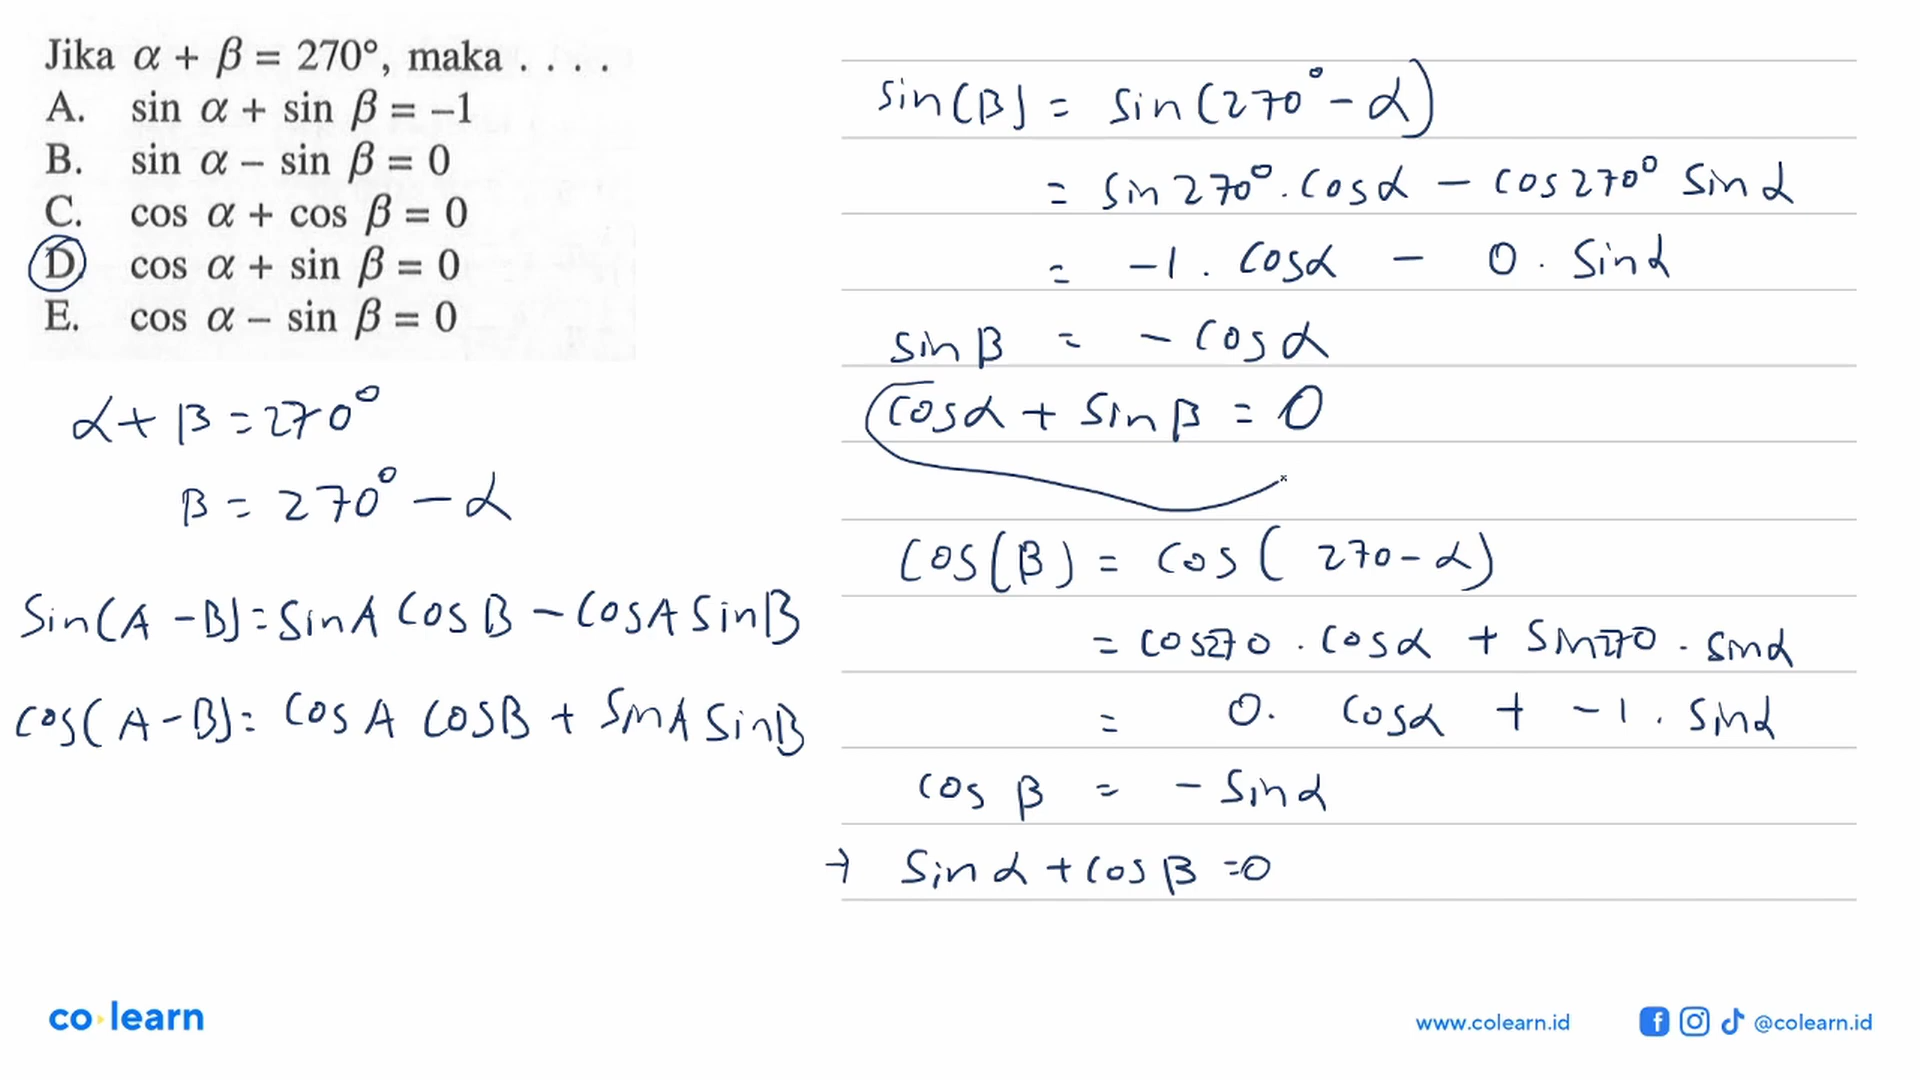 Jika α + β = 270°, maka . . . .
A. sin α + sin β = –1
B. sin α – sin β = 0
C. cos α + cos β = 0
D. cos α + sin β = 0
E. cos α – sin β = 0
α + β = 270°
β = 270° - α
Sin(A - B) = Sin A Cos B - Cos A Sin B
Cos(A - B) = Cos A Cos B + Sin A Sin B
Sin(β) = Sin(270° - α)
= Sin 270° . Cos α - Cos 270° Sin α
= -1 . Cos α - 0 . Sin α
Sin β = - Cos α
Cos α + Sin β = 0
Cos(β) = Cos(270 - α)
= Cos 270 . Cos α + Sin 270 . Sin α
= 0 . Cos α + -1 . Sin α
Cos β = - Sin α
→ Sin α + Cos β = 0
co learn
www.colearn.id
@colearn.id